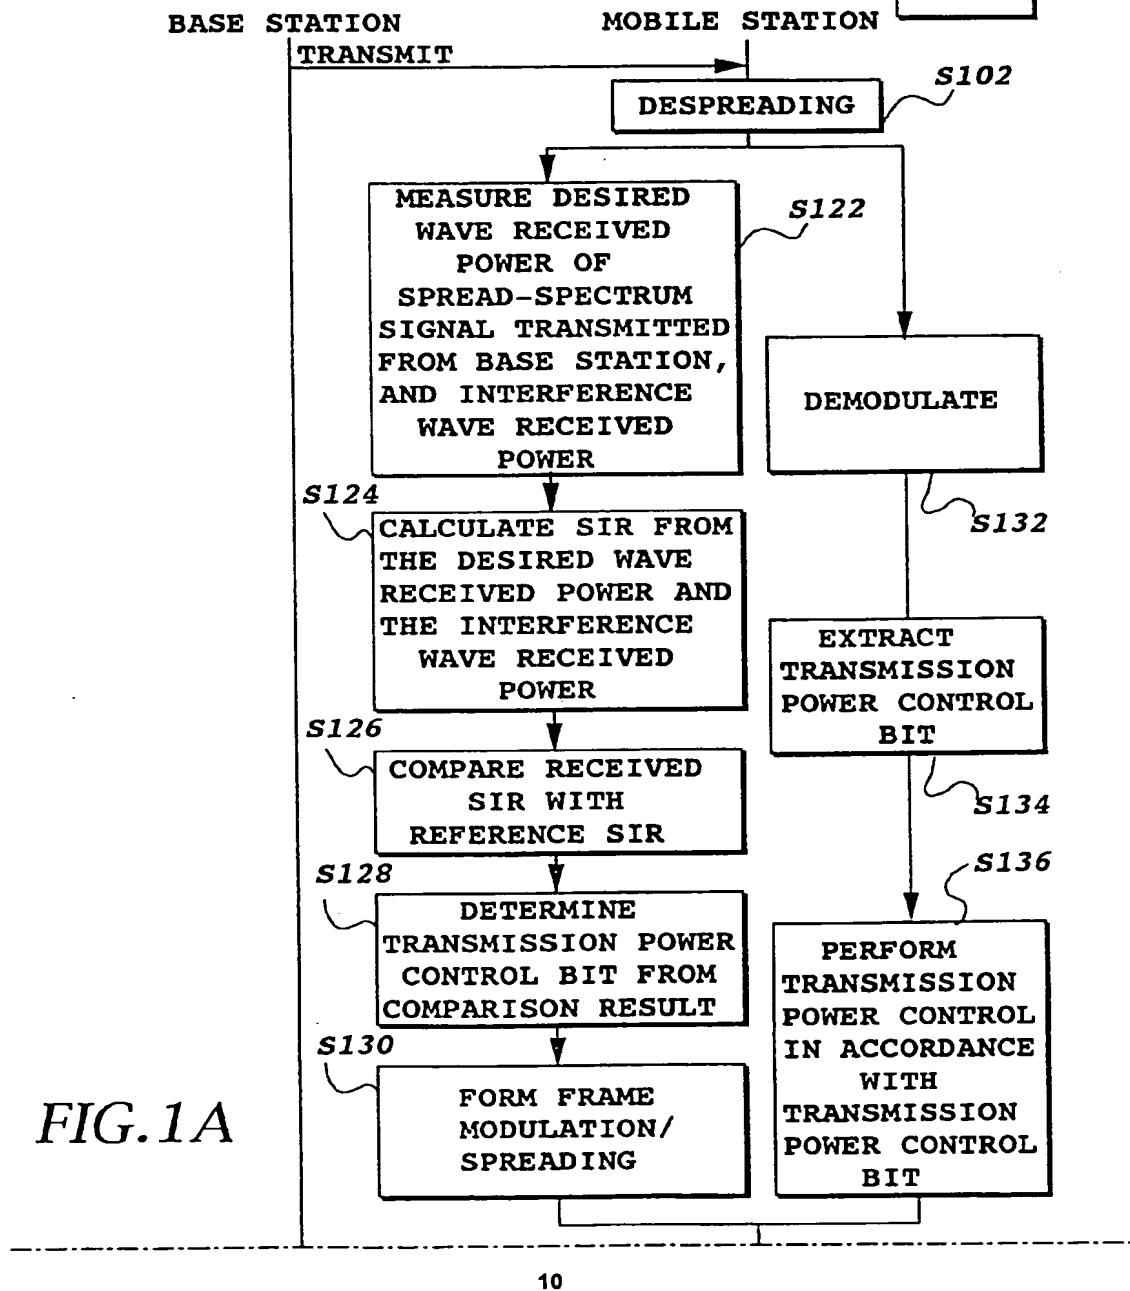 BASE STATION
MOBILE STATION
TRANSMIT
S102
DESPREADING
MEASURE DESIRED
WAVE RECEIVED
POWER OF
SPREAD-SPECTRUM
SIGNAL TRANSMITTED
FROM BASE STATION,
AND INTERFERENCE
WAVE RECEIVED
POWER
S122
DEMODULATE
S132
S124
CALCULATE SIR FROM
THE DESIRED WAVE
RECEIVED POWER AND
THE INTERFERENCE
WAVE RECEIVED
POWER
EXTRACT
TRANSMISSION
POWER CONTROL
BIT
S134
S126
COMPARE RECEIVED
SIR WITH
REFERENCE SIR
S128
DETERMINE
TRANSMISSION POWER
CONTROL BIT FROM
COMPARISON RESULT
S136
PERFORM
TRANSMISSION
POWER CONTROL
IN ACCORDANCE
WITH
TRANSMISSION
POWER CONTROL
BIT
S130
FORM FRAME
MODULATION/
SPREADING
FIG.1A
10